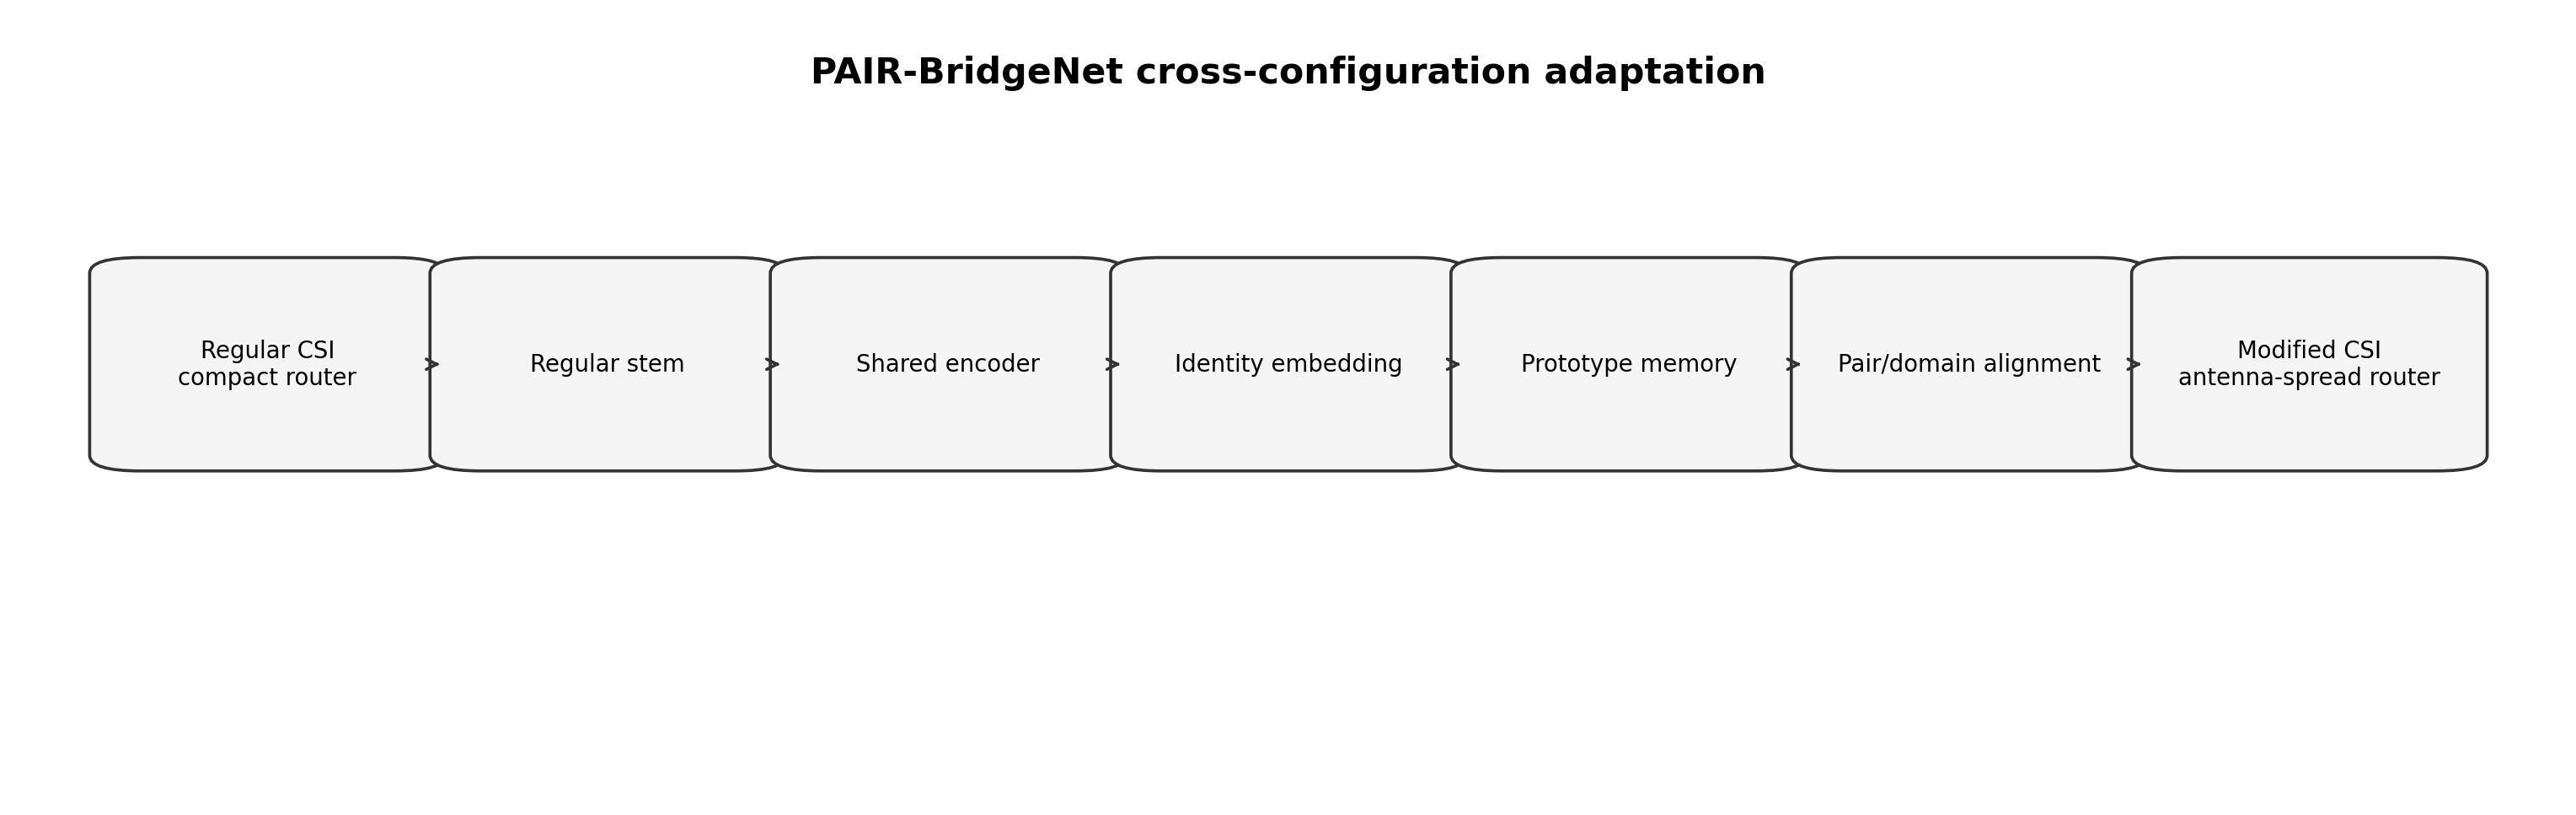 PAIR-BridgeNet cross-configuration adaptation
Regular CSI
compact router
Regular stem
Shared encoder
Identity embedding
Prototype memory
Pair/domain alignment
Modified CSI
antenna-spread router